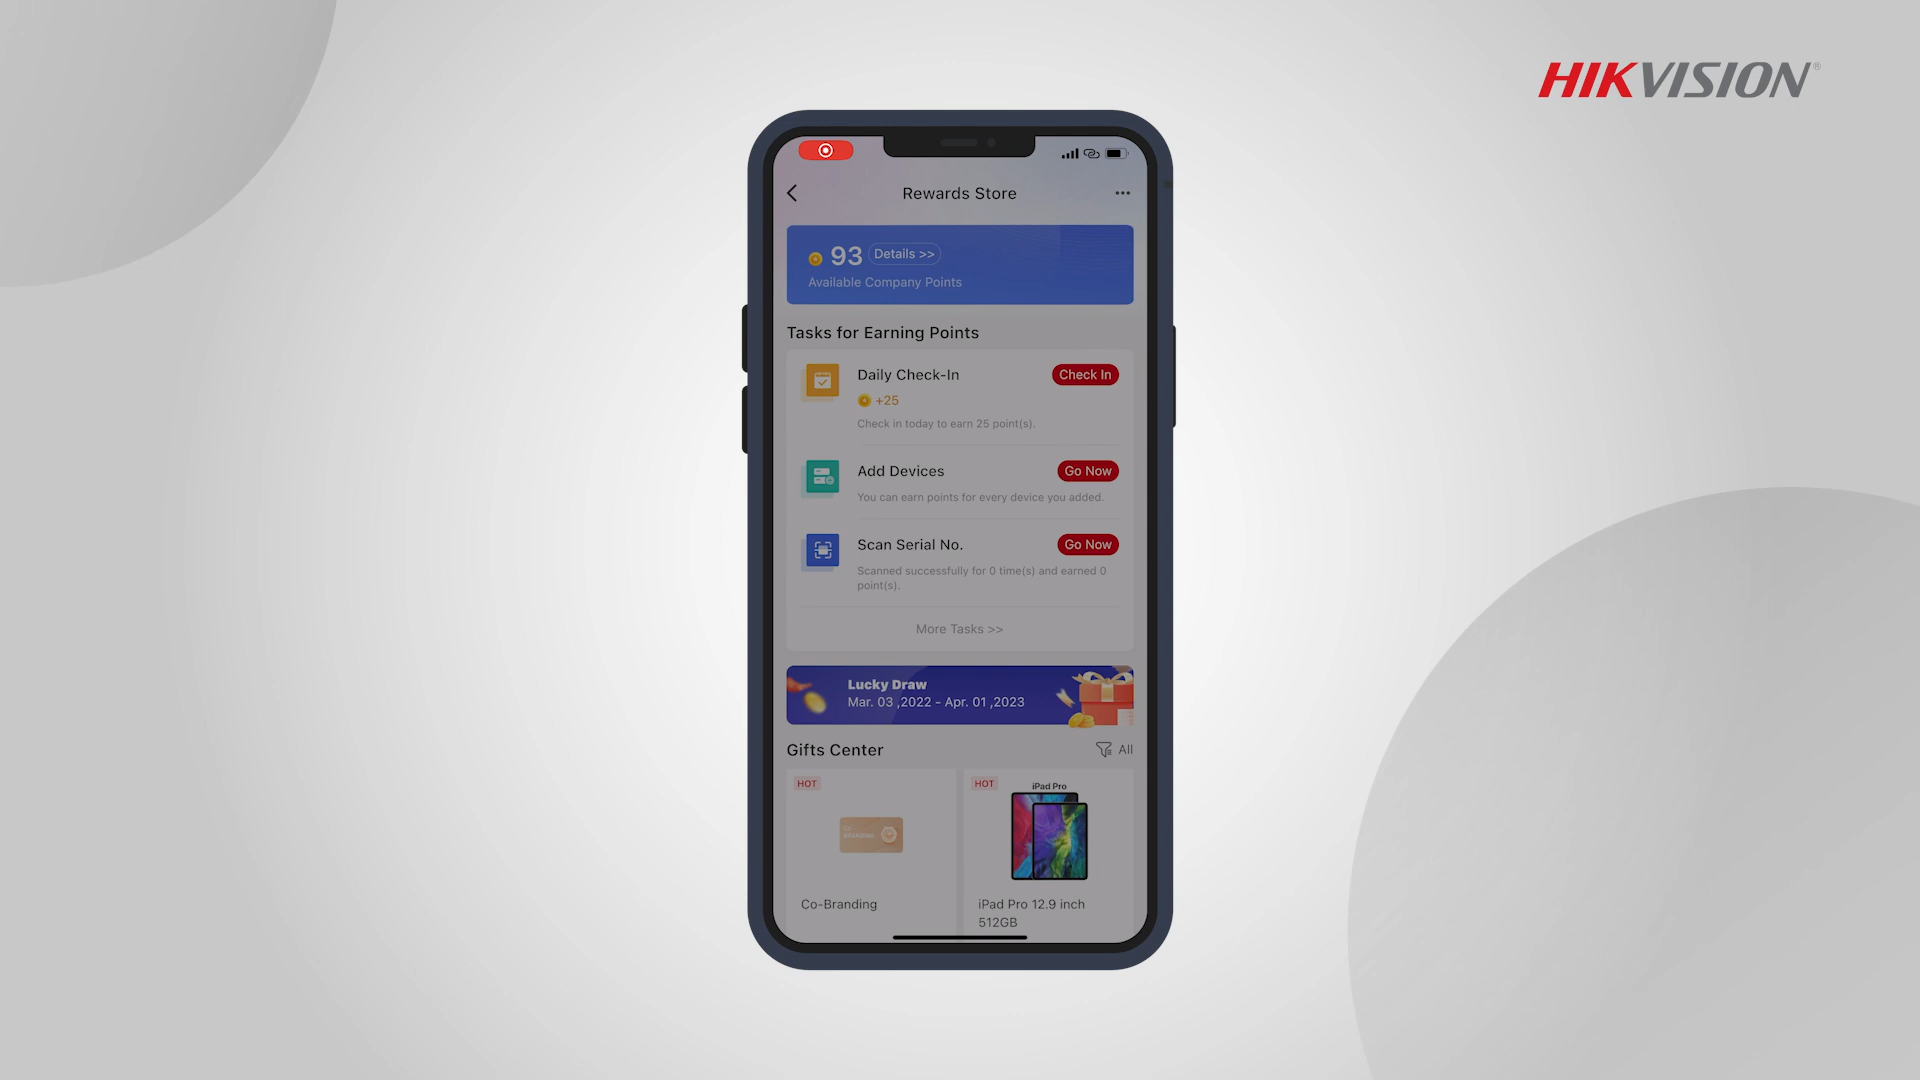 HIKVISION®
Rewards Store
93 Details >>
Available Company Points
Tasks for Earning Points
Daily Check-In
Check In
+25
Check in today to earn 25 point(s).
Add Devices
Go Now
You can earn points for every device you added.
Scan Serial No.
Go Now
Scanned successfully for 0 time(s) and earned 0
point(s).
More Tasks >>
Lucky Draw
Mar. 03 ,2022 - Apr. 01 ,2023
Gifts Center
All
HOT
HOT
iPad Pro
CO
BRANDING
Co-Branding
iPad Pro 12.9 inch
512GB